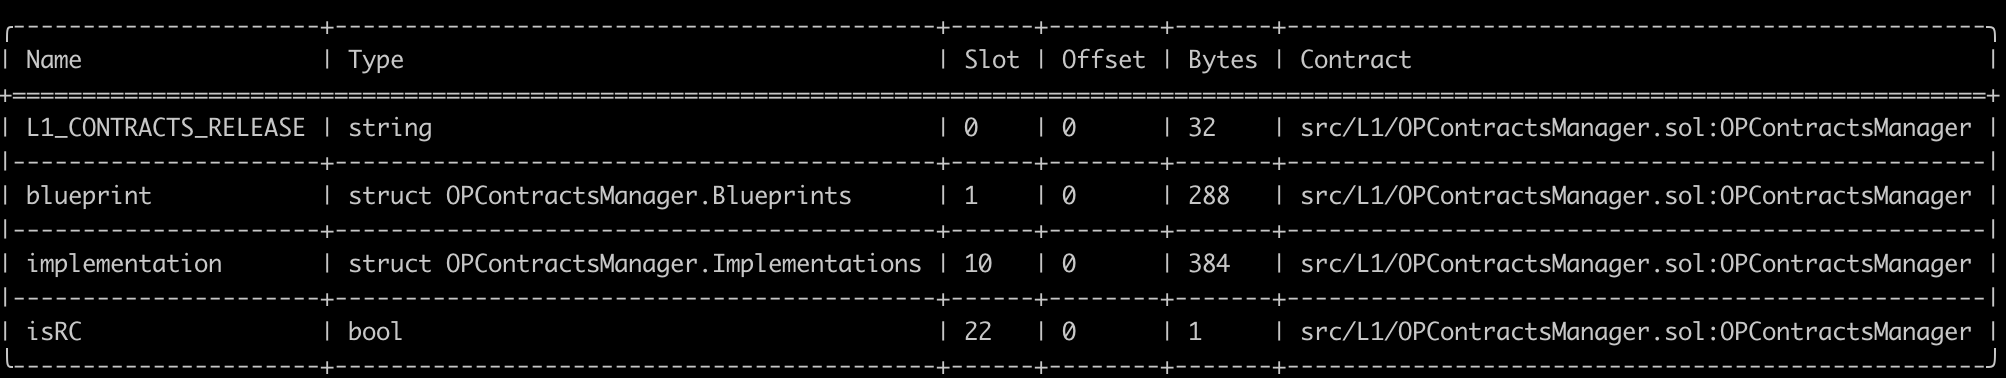 | Name | Type | Slot | Offset | Bytes | Contract |
| L1_CONTRACTS_RELEASE | string | 0 | 0 | 32 | src/L1/OPContractsManager.sol:OPContractsManager |
| blueprint | struct OPContractsManager.Blueprints | 1 | 0 | 288 | src/L1/OPContractsManager.sol:OPContractsManager |
| implementation | struct OPContractsManager.Implementations | 10 | 0 | 384 | src/L1/OPContractsManager.sol:OPContractsManager |
| isRC | bool | 22 | 0 | 1 | src/L1/OPContractsManager.sol:OPContractsManager |